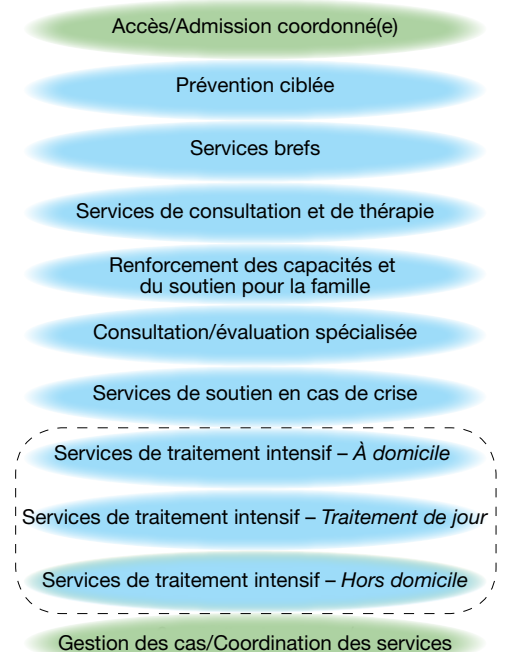 Accès/Admission coordonné(e)
Prévention ciblée
Services brefs
Services de consultation et de thérapie
Renforcement des capacités et
du soutien pour la famille
Consultation/évaluation spécialisée
Services de soutien en cas de crise
Services de traitement intensif – À domicile
Services de traitement intensif – Traitement de jour
Services de traitement intensif – Hors domicile
Gestion des cas/Coordination des services